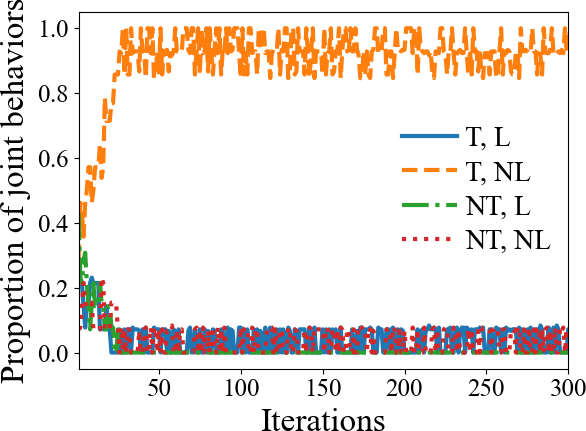 Proportion of joint behaviors
1.0
0.8
0.6
0.4
0.2
0.0
T, L
T, NL
NT, L
NT, NL
50
100
150
200
250
300
Iterations